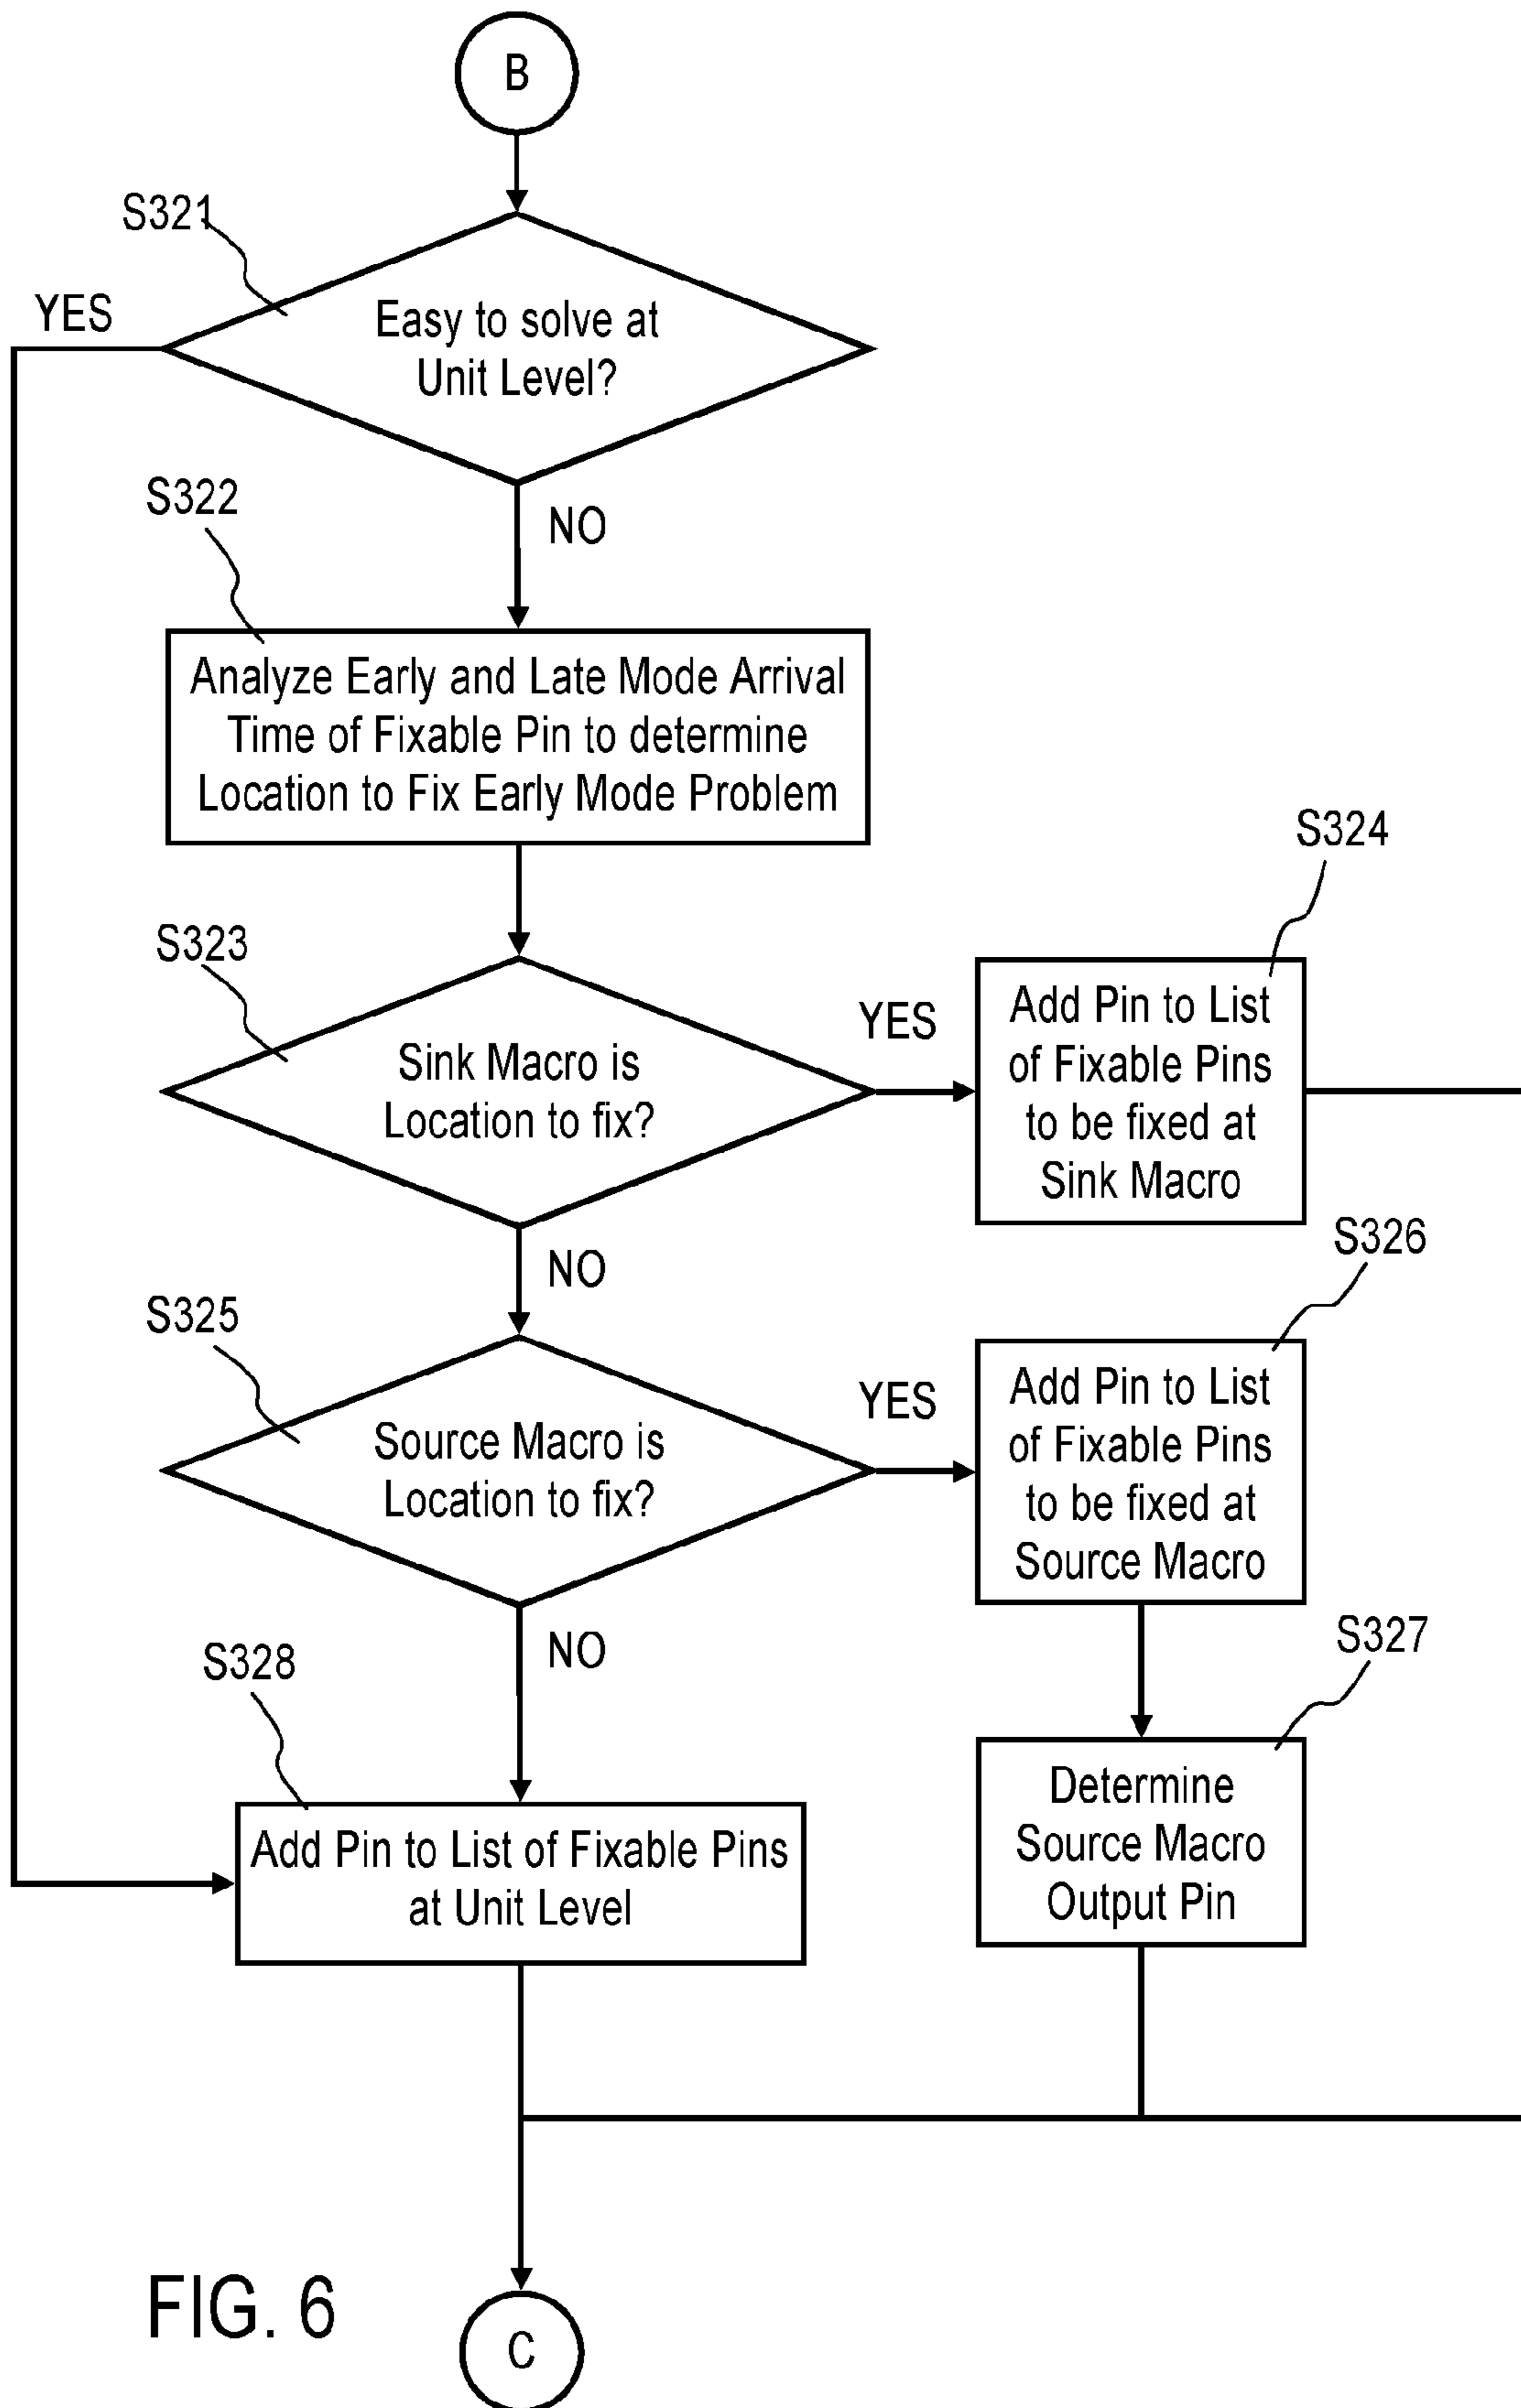 B
S321
YES
Easy to solve at
Unit Level?
S322
NO
Analyze Early and Late Mode Arrival
Time of Fixable Pin to determine
Location to Fix Early Mode Problem
S323
Sink Macro is
Location to fix?
YES
S324
Add Pin to List
of Fixable Pins
to be fixed at
Sink Macro
NO
S325
Source Macro is
Location to fix?
YES
S326
Add Pin to List
of Fixable Pins
to be fixed at
Source Macro
NO
S327
Determine
Source Macro
Output Pin
S328
Add Pin to List of Fixable Pins
at Unit Level
FIG. 6
C